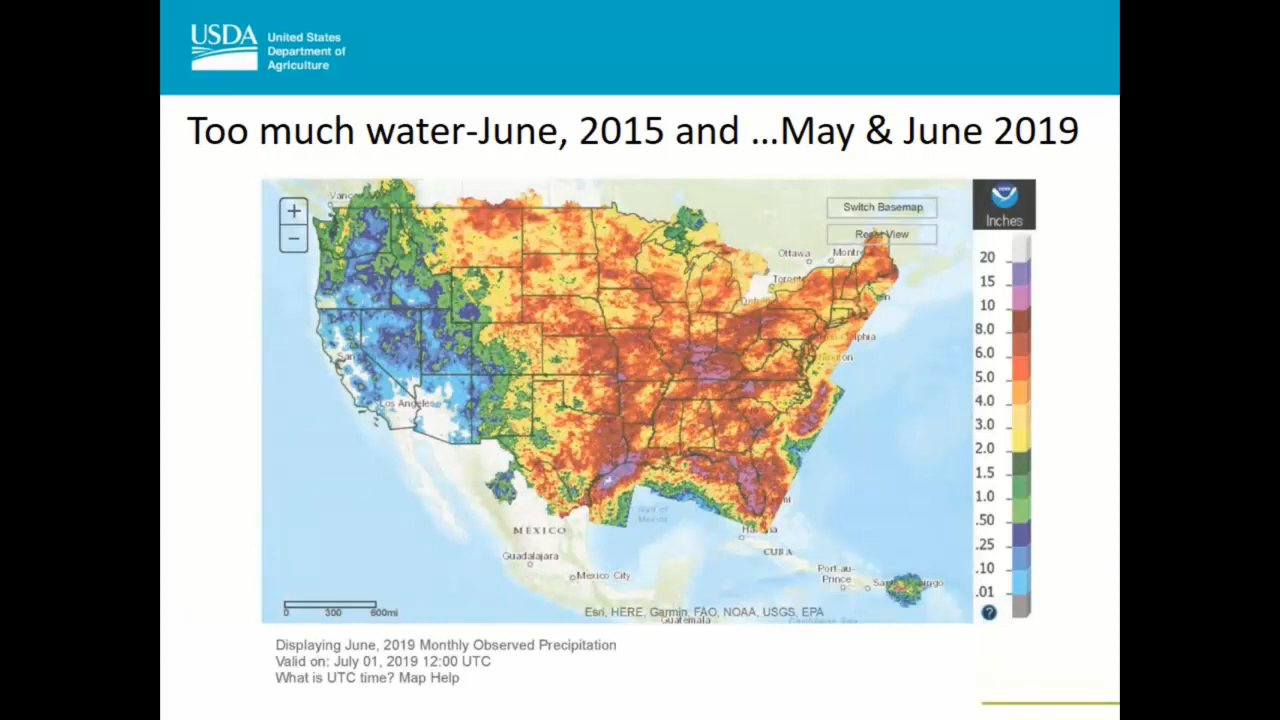 USDA
United States
Department of
Agriculture
Too much water-June, 2015 and ...May & June 2019
+
−
Switch Basemap
Reset View
Ottawa
Los Angeles
MÉXICO
Guadalajara
Mexico City
Gulf of
Mexico
CUBA
Port-au-
Prince
Guatemala
0 300 600mi
Esri, HERE, Garmin, FAO, NOAA, USGS, EPA
Inches
20
15
10
8.0
6.0
5.0
4.0
3.0
2.0
1.5
1.0
.50
.25
.10
.01
?
Displaying June, 2019 Monthly Observed Precipitation
Valid on: July 01, 2019 12:00 UTC
What is UTC time? Map Help